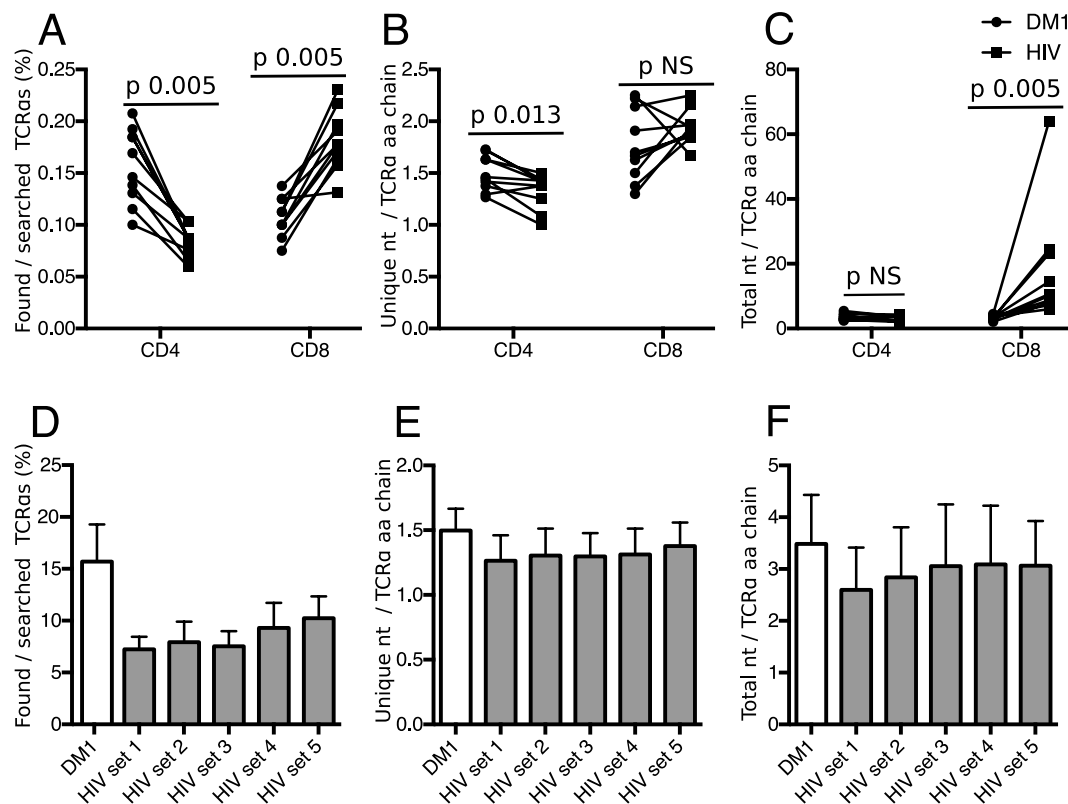 A
B
C
DM1
HIV
Found / searched TCRαs (%)
0.25
0.20
0.15
0.10
0.05
0.00
p 0.005
p 0.005
CD4
CD8
Unique nt / TCRα aa chain
2.5
2.0
1.5
1.0
0.5
0.0
p 0.013
p NS
CD4
CD8
Total nt / TCRα aa chain
80
60
40
20
0
p NS
p 0.005
CD4
CD8
D
E
F
Found / searched TCRαs (%)
25
20
15
10
5
0
DM1
HIV set 1
HIV set 2
HIV set 3
HIV set 4
HIV set 5
Unique nt / TCRα aa chain
2.0
1.5
1.0
0.5
0.0
DM1
HIV set 1
HIV set 2
HIV set 3
HIV set 4
HIV set 5
Total nt / TCRα aa chain
5
4
3
2
1
0
DM1
HIV set 1
HIV set 2
HIV set 3
HIV set 4
HIV set 5